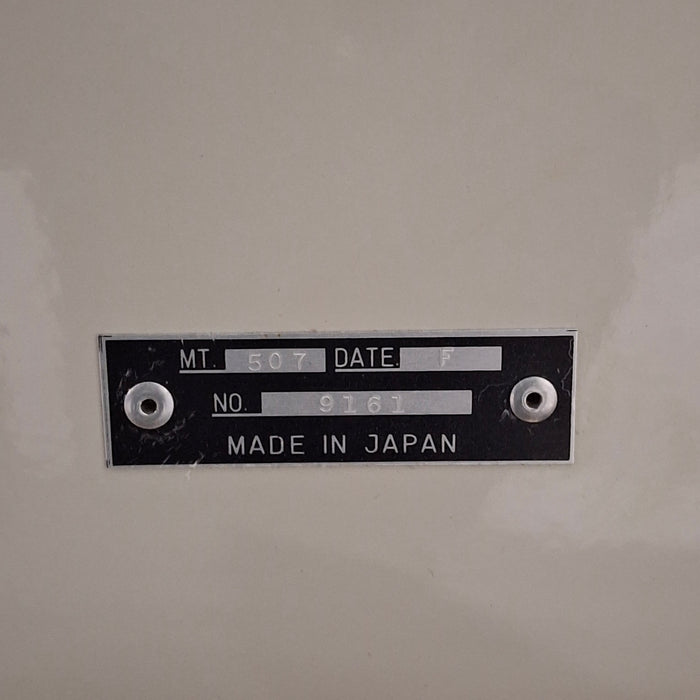 MT. 507 DATE. F
NO. 9161
MADE IN JAPAN